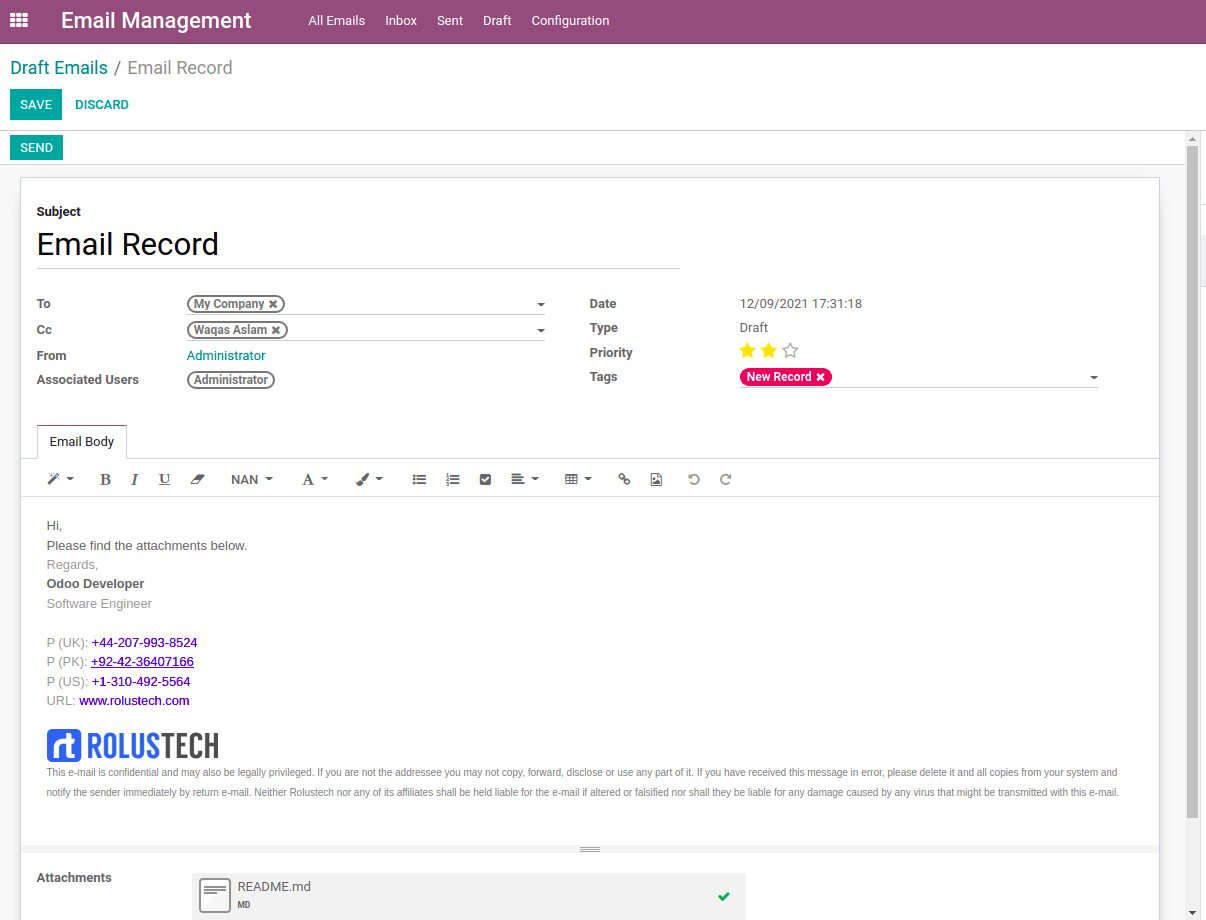 Email Management All Emails Inbox Sent Draft Configuration
Draft Emails / Email Record
SAVE DISCARD
SEND
Subject
Email Record
To My Company
Cc Waqas Aslam
From Administrator
Associated Users Administrator
Date 12/09/2021 17:31:18
Type Draft
Priority
Tags New Record
Email Body
B I U NAN A
Hi,
Please find the attachments below.
Regards,
Odoo Developer
Software Engineer
P (UK): +44-207-993-8524
P (PK): +92-42-36407166
P (US): +1-310-492-5564
URL: www.rolustech.com
rt ROLUSTECH
This e-mail is confidential and may also be legally privileged. If you are not the addressee you may not copy, forward, disclose or use any part of it. If you have received this message in error, please delete it and all copies from your system and
notify the sender immediately by return e-mail. Neither Rolustech nor any of its affiliates shall be held liable for the e-mail if altered or falsified nor shall they be liable for any damage caused by any virus that might be transmitted with this e-mail.
Attachments
README.md
MD